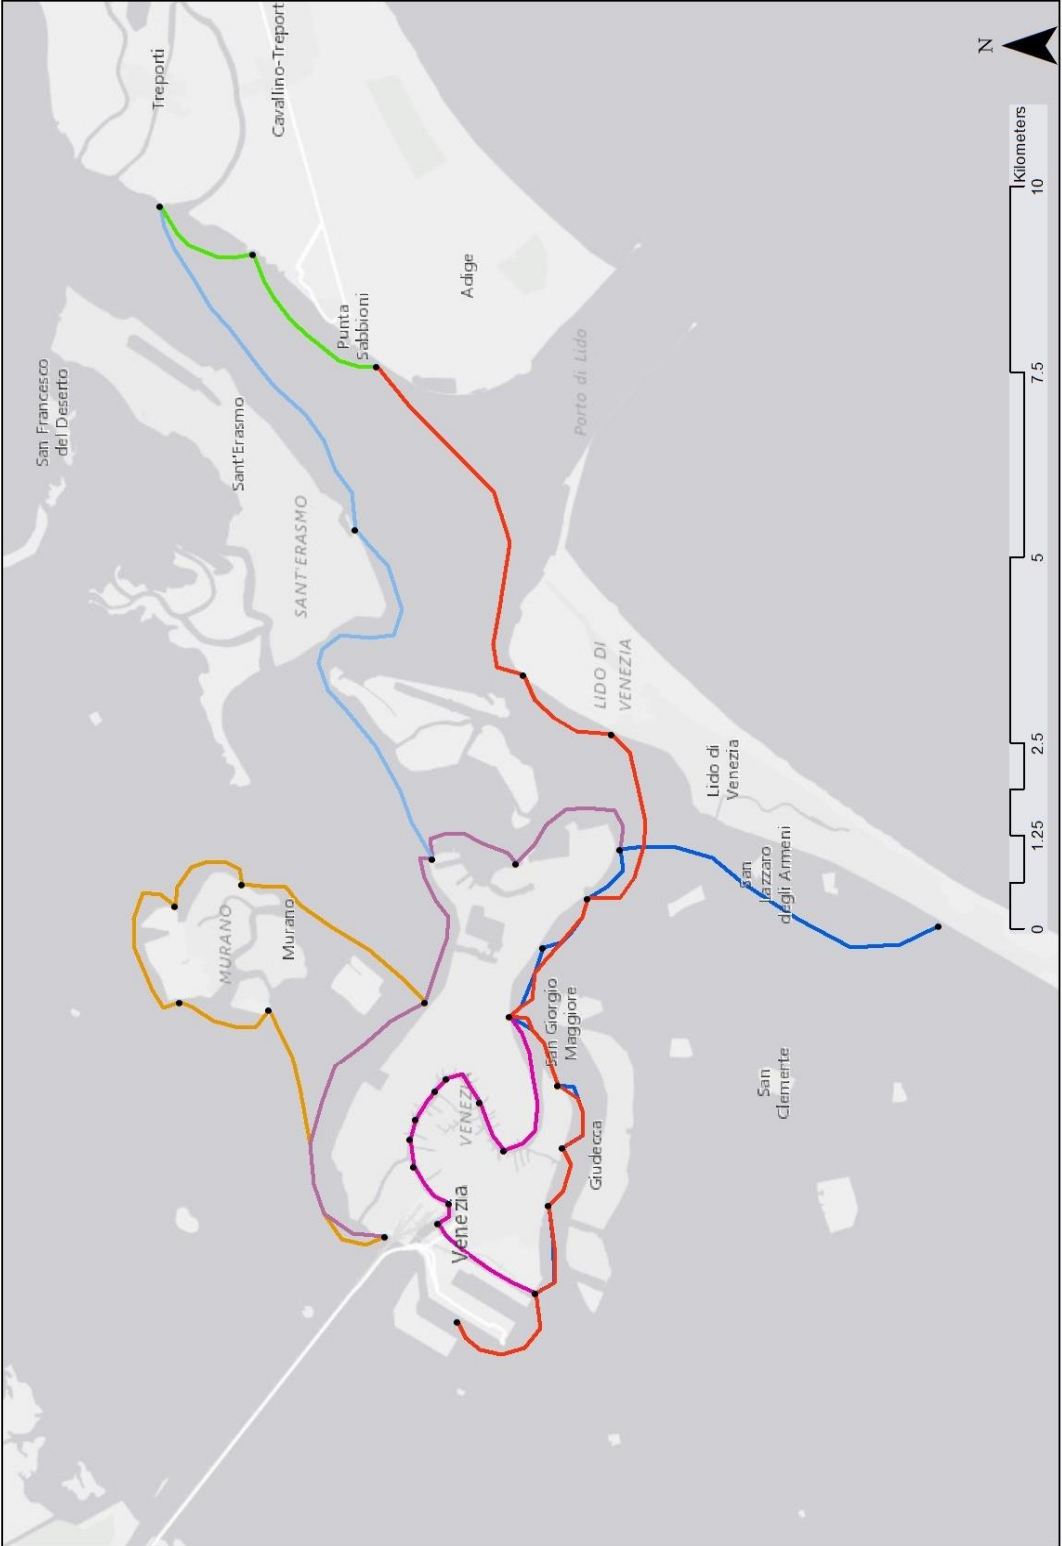 N
Treporti
Cavallino-Treport
San Francesco
del Deserto
Sant'Erasmo
SANT'ERASMO
Punta
Sabbioni
Adige
Porto di Lido
MURANO
Murano
LIDO DI
VENEZIA
Lido di
Venezia
San
Lazzaro
degli Armeni
VENEZIA
Venezia
San Giorgio
Maggiore
Giudecca
San
Clemente
0 1.25 2.5 5 7.5 10
Kilometers